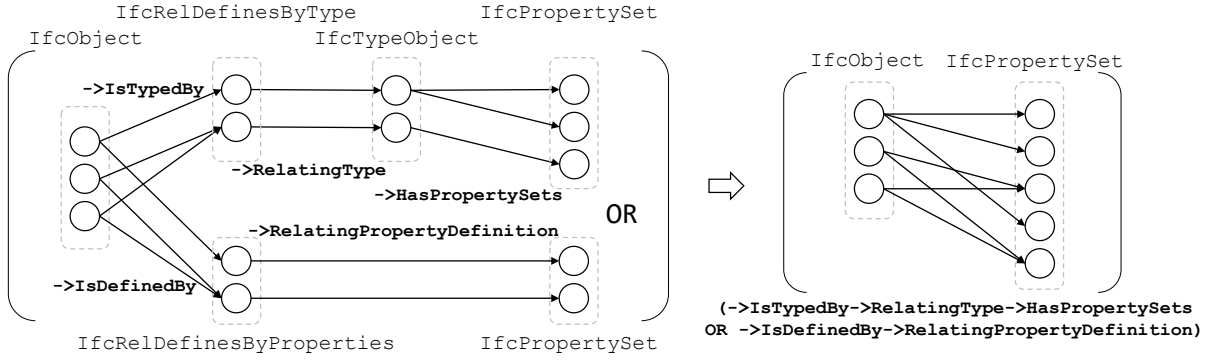 IfcRelDefinesByType
IfcPropertySet
IfcObject
IfcTypeObject
->IsTypedBy
->RelatingType
->HasPropertySets
OR
->RelatingPropertyDefinition
->IsDefinedBy
IfcRelDefinesByProperties
IfcPropertySet
IfcObject
IfcPropertySet
(->IsTypedBy->RelatingType->HasPropertySets
OR ->IsDefinedBy->RelatingPropertyDefinition)